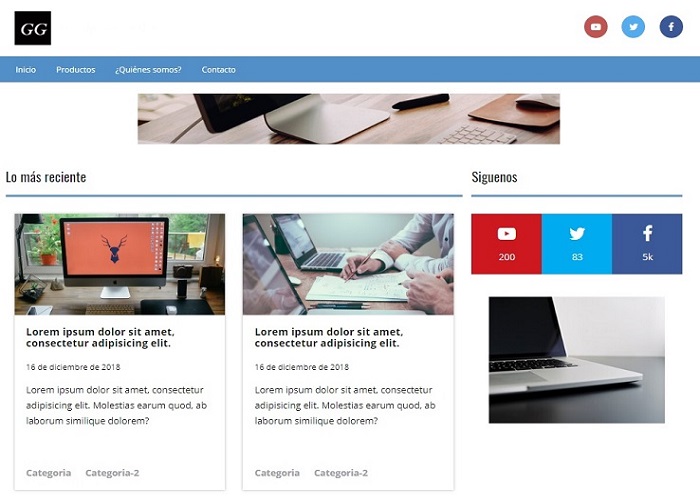 GG
Inicio Productos ¿Quiénes somos? Contacto
Lo más reciente
Siguenos
200 83 5k
Lorem ipsum dolor sit amet,
consectetur adipisicing elit.
16 de diciembre de 2018
Lorem ipsum dolor sit amet, consectetur
adipisicing elit. Molestias earum quod, ab
laborum similique dolorem?
Categoria Categoria-2
Lorem ipsum dolor sit amet,
consectetur adipisicing elit.
16 de diciembre de 2018
Lorem ipsum dolor sit amet, consectetur
adipisicing elit. Molestias earum quod, ab
laborum similique dolorem?
Categoria Categoria-2